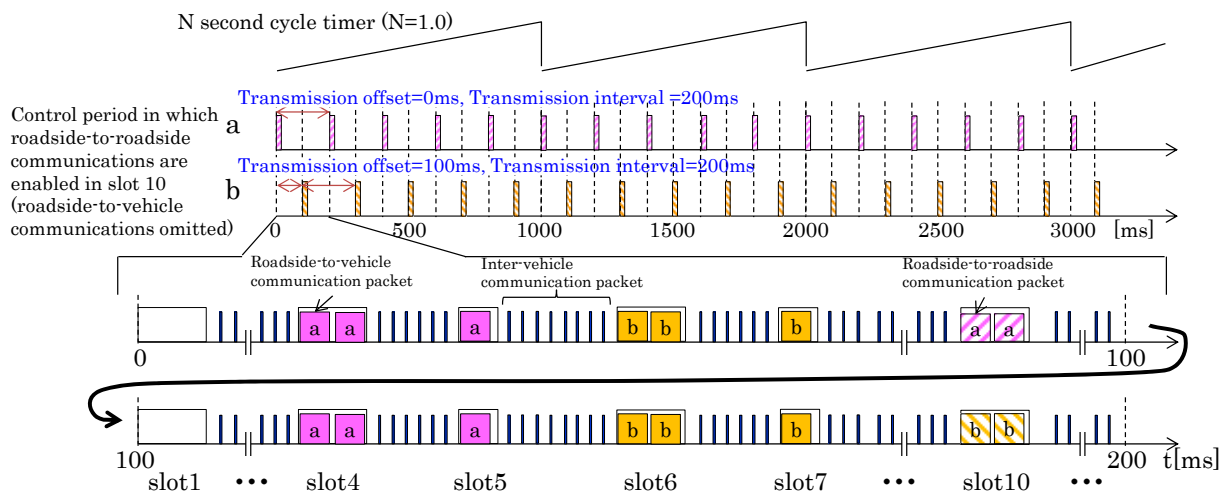 N second cycle timer (N=1.0)
Transmission offset=0ms, Transmission interval =200ms
Control period in which
roadside-to-roadside
communications are
enabled in slot 10
(roadside-to-vehicle
communications omitted)
a
Transmission offset=100ms, Transmission interval=200ms
b
0 500 1000 1500 2000 2500 3000 [ms]
Roadside-to-vehicle
communication packet
Inter-vehicle
communication packet
Roadside-to-roadside
communication packet
a a a b b b a a
0 100
a a a b b b b b
100 200 t[ms]
slot1 ••• slot4 slot5 slot6 slot7 ••• slot10 •••